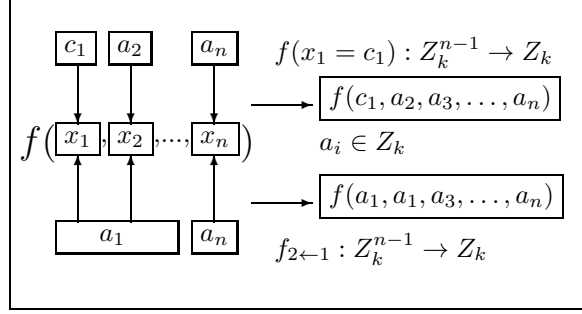 c₁ a₂ aₙ f(x₁ = c₁) : Zₖⁿ⁻¹ → Zₖ
f(c₁, a₂, a₃, . . . , aₙ)
f( x₁ , x₂ ,..., xₙ ) aᵢ ∈ Zₖ
f(a₁, a₁, a₃, . . . , aₙ)
a₁ aₙ
f₂←₁ : Zₖⁿ⁻¹ → Zₖ